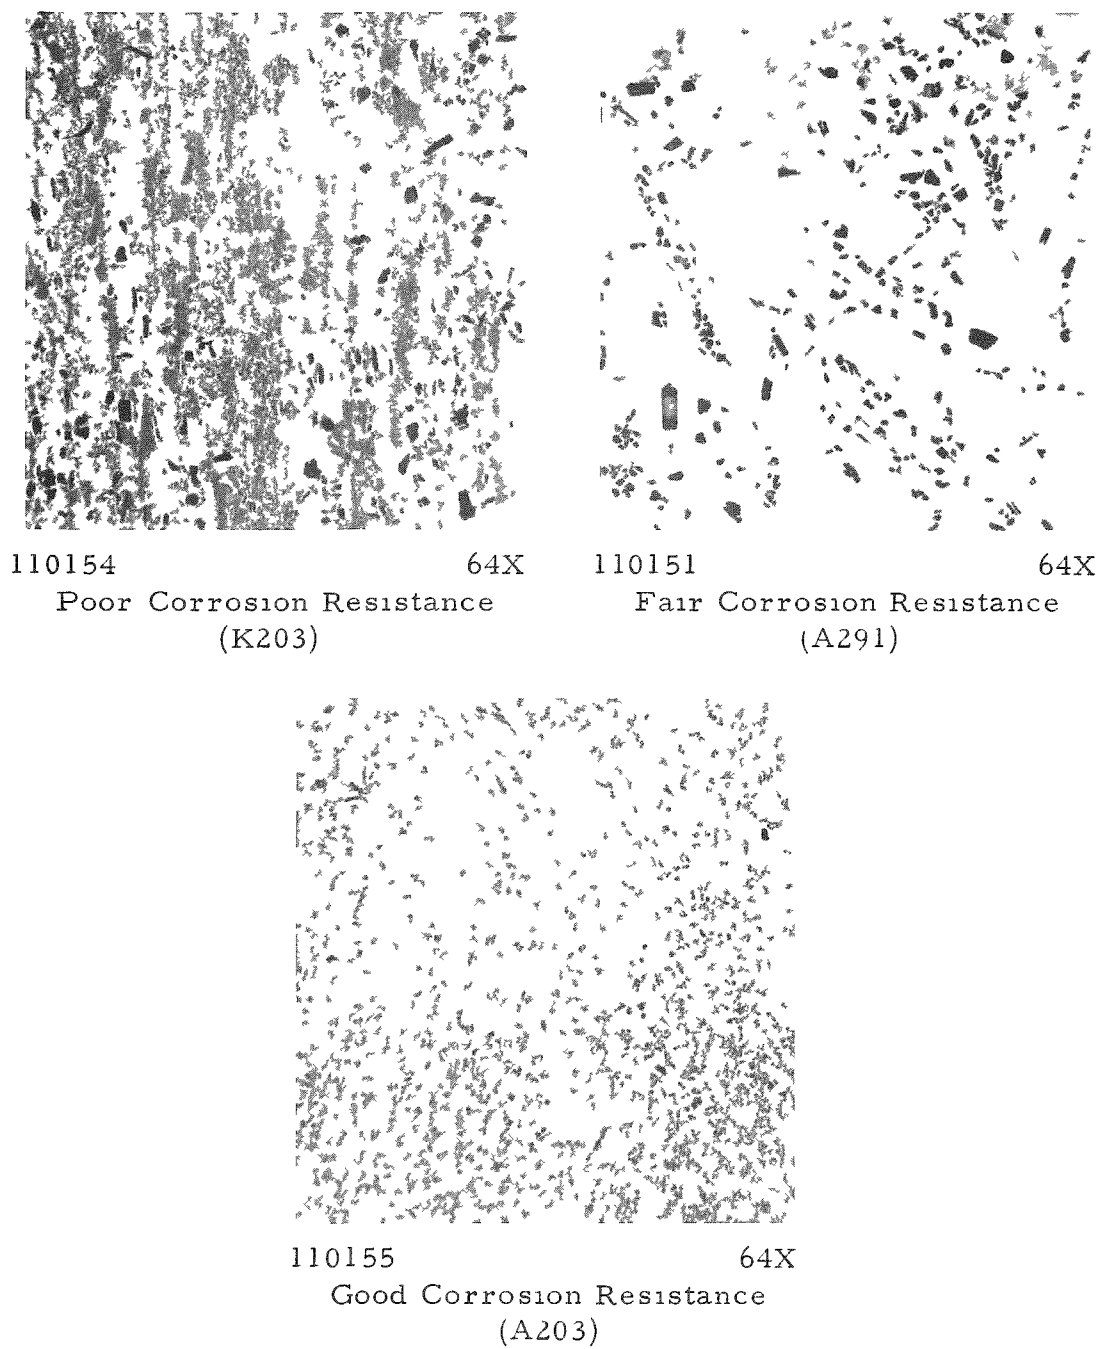 110154 64X
Poor Corrosion Resistance
(K203)
110151 64X
Fair Corrosion Resistance
(A291)
110155 64X
Good Corrosion Resistance
(A203)